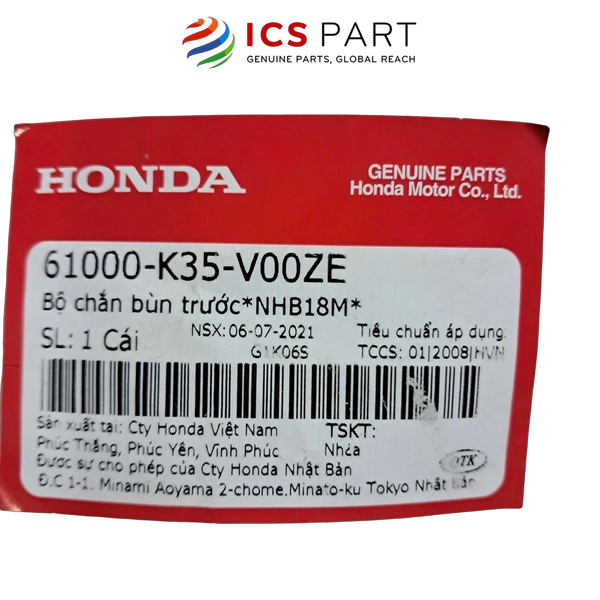 ICS PART
GENUINE PARTS, GLOBAL REACH
HONDA
GENUINE PARTS
Honda Motor Co., Ltd.
61000-K35-V00ZE
Bộ chắn bùn trước*NHB18M*
SL: 1 Cái
NSX: 06-07-2021
Tiêu chuẩn áp dụng:
G1K06S
TCCS: 01|2008|HVN
Sản xuất tại: Cty Honda Việt Nam
TSKT:
Phúc Thắng, Phúc Yên, Vĩnh Phúc
Nhựa
Được sự cho phép của Cty Honda Nhật Bản
OTK
Đ.C 1-1. Minami Aoyama 2-chome.Minato-ku Tokyo Nhật Bản